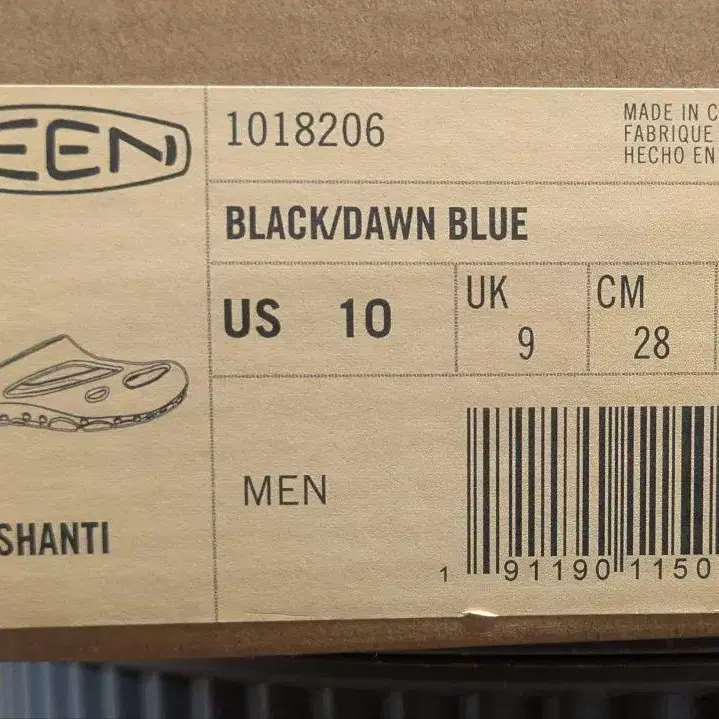 EEN
1018206
MADE IN C
FABRIQUE
HECHO EN
BLACK/DAWN BLUE
US 10
UK 9
CM 28
MEN
SHANTI
1 91190 1150